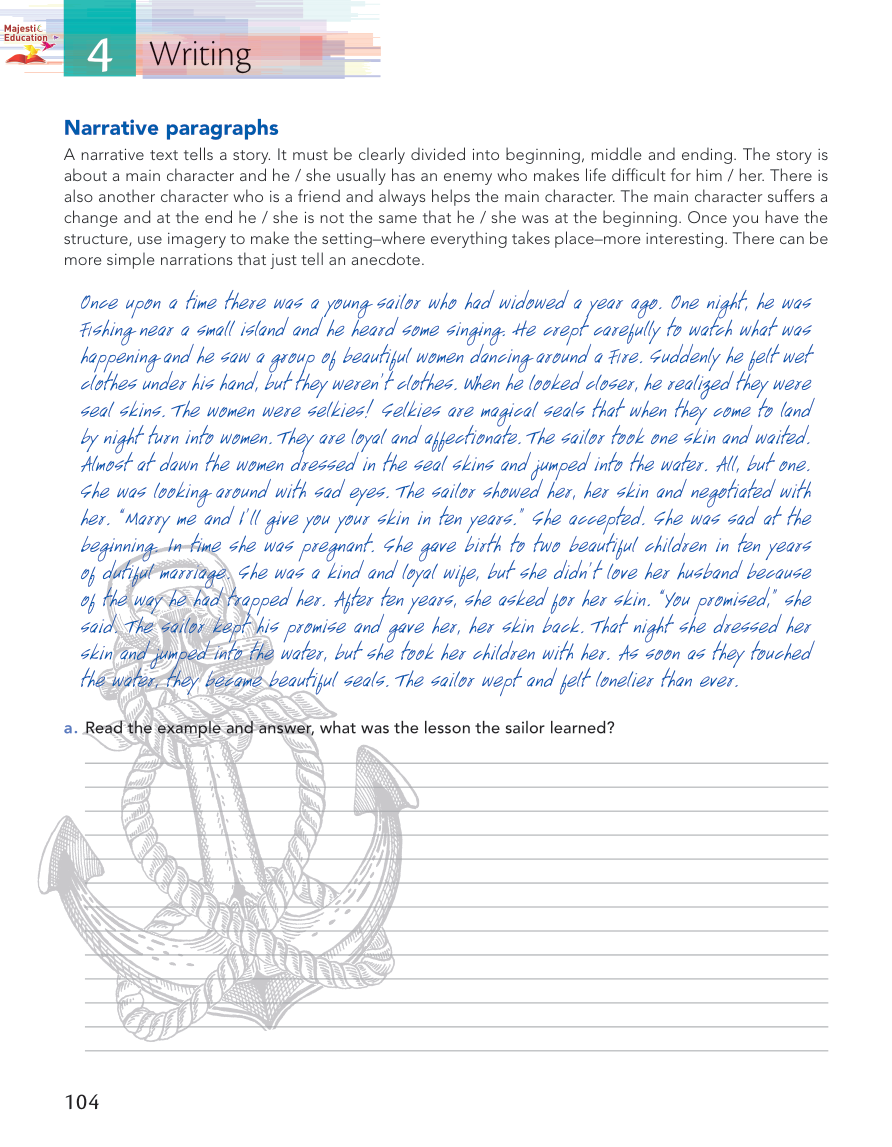 Majestic
Education
4 Writing
Narrative paragraphs
A narrative text tells a story. It must be clearly divided into beginning, middle and ending. The story is
about a main character and he / she usually has an enemy who makes life difficult for him / her. There is
also another character who is a friend and always helps the main character. The main character suffers a
change and at the end he / she is not the same that he / she was at the beginning. Once you have the
structure, use imagery to make the setting–where everything takes place–more interesting. There can be
more simple narrations that just tell an anecdote.
Once upon a time there was a young sailor who had widowed a year ago. One night, he was
fishing near a small island and he heard some singing. He crept carefully to watch what was
happening and he saw a group of beautiful women dancing around a fire. Suddenly he felt wet
clothes under his hand, but they weren't clothes. When he looked closer, he realized they were
seal skins. The women were selkies! Selkies are magical seals that when they come to land
by night turn into women. They are loyal and affectionate. The sailor took one skin and waited.
Almost at dawn the women dressed in the seal skins and jumped into the water. All, but one.
She was looking around with sad eyes. The sailor showed her, her skin and negotiated with
her. “Marry me and I'll give you your skin in ten years.” She accepted. She was sad at the
beginning. In time she was pregnant. She gave birth to two beautiful children in ten years
of dutiful marriage. She was a kind and loyal wife, but she didn't love her husband because
of the way he had trapped her. After ten years, she asked for her skin. “You promised,” she
said. The sailor kept his promise and gave her, her skin back. That night she dressed her
skin and jumped into the water, but she took her children with her. As soon as they touched
the water, they became beautiful seals. The sailor wept and felt lonelier than ever.
a. Read the example and answer, what was the lesson the sailor learned?
104